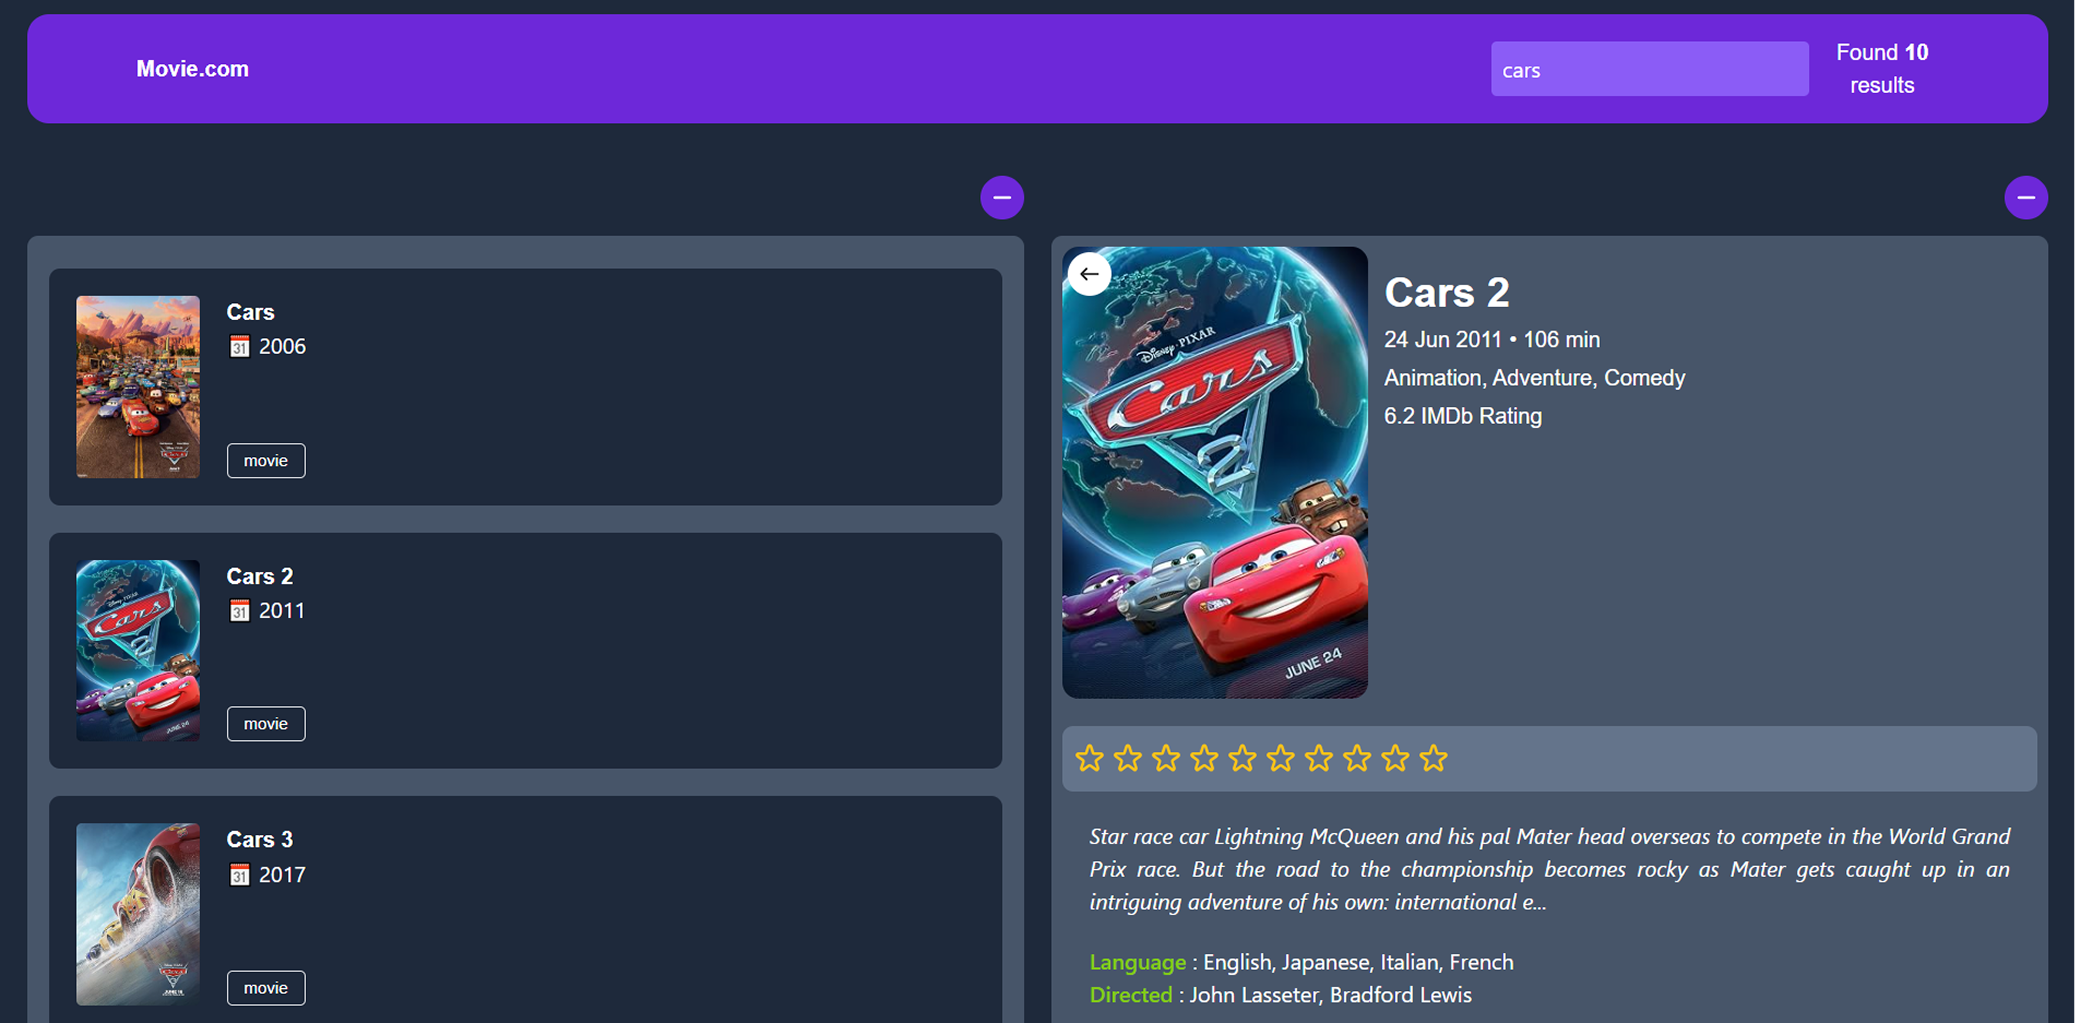 Movie.com
cars
Found 10
results
Cars
31 2006
movie
Cars 2
31 2011
movie
Cars 3
31 2017
movie
Disney · PIXAR
Cars
2
JUNE 24
Cars 2
24 Jun 2011 • 106 min
Animation, Adventure, Comedy
6.2 IMDb Rating
Star race car Lightning McQueen and his pal Mater head overseas to compete in the World Grand
Prix race. But the road to the championship becomes rocky as Mater gets caught up in an
intriguing adventure of his own: international e...
Language : English, Japanese, Italian, French
Directed : John Lasseter, Bradford Lewis